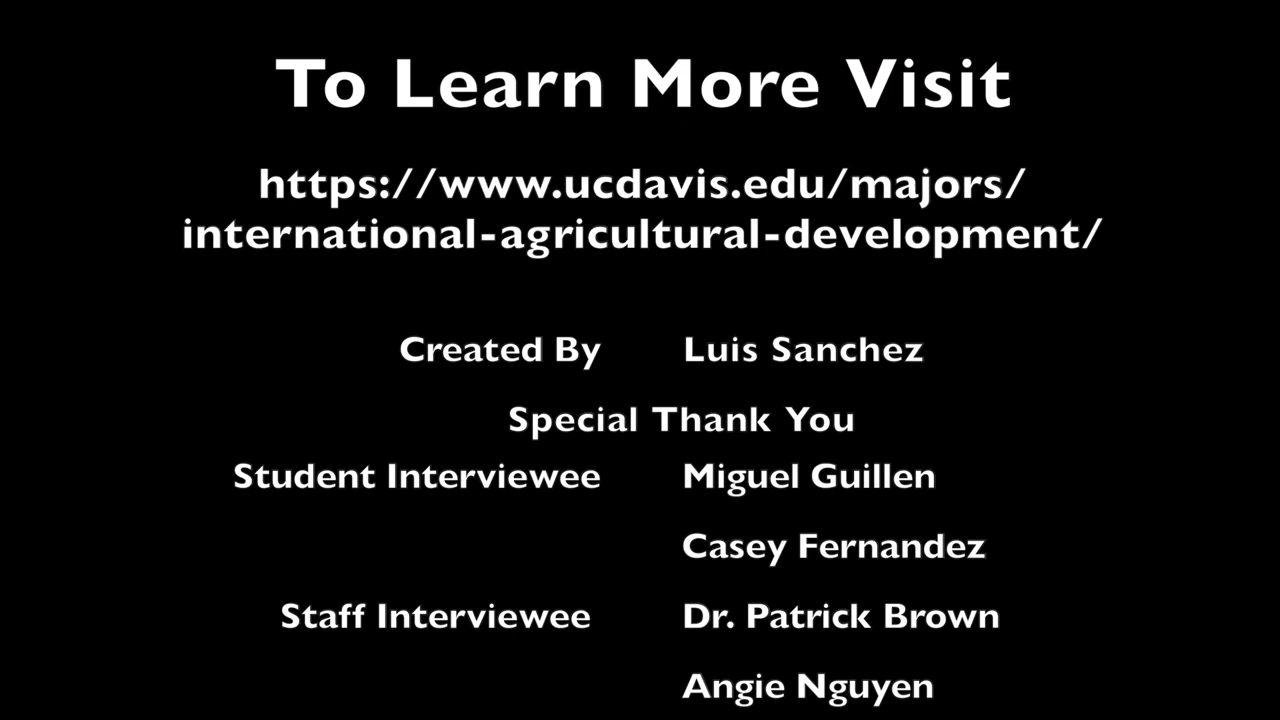 To Learn More Visit
https://www.ucdavis.edu/majors/
international-agricultural-development/
Created By Luis Sanchez
Special Thank You
Student Interviewee Miguel Guillen
Casey Fernandez
Staff Interviewee Dr. Patrick Brown
Angie Nguyen